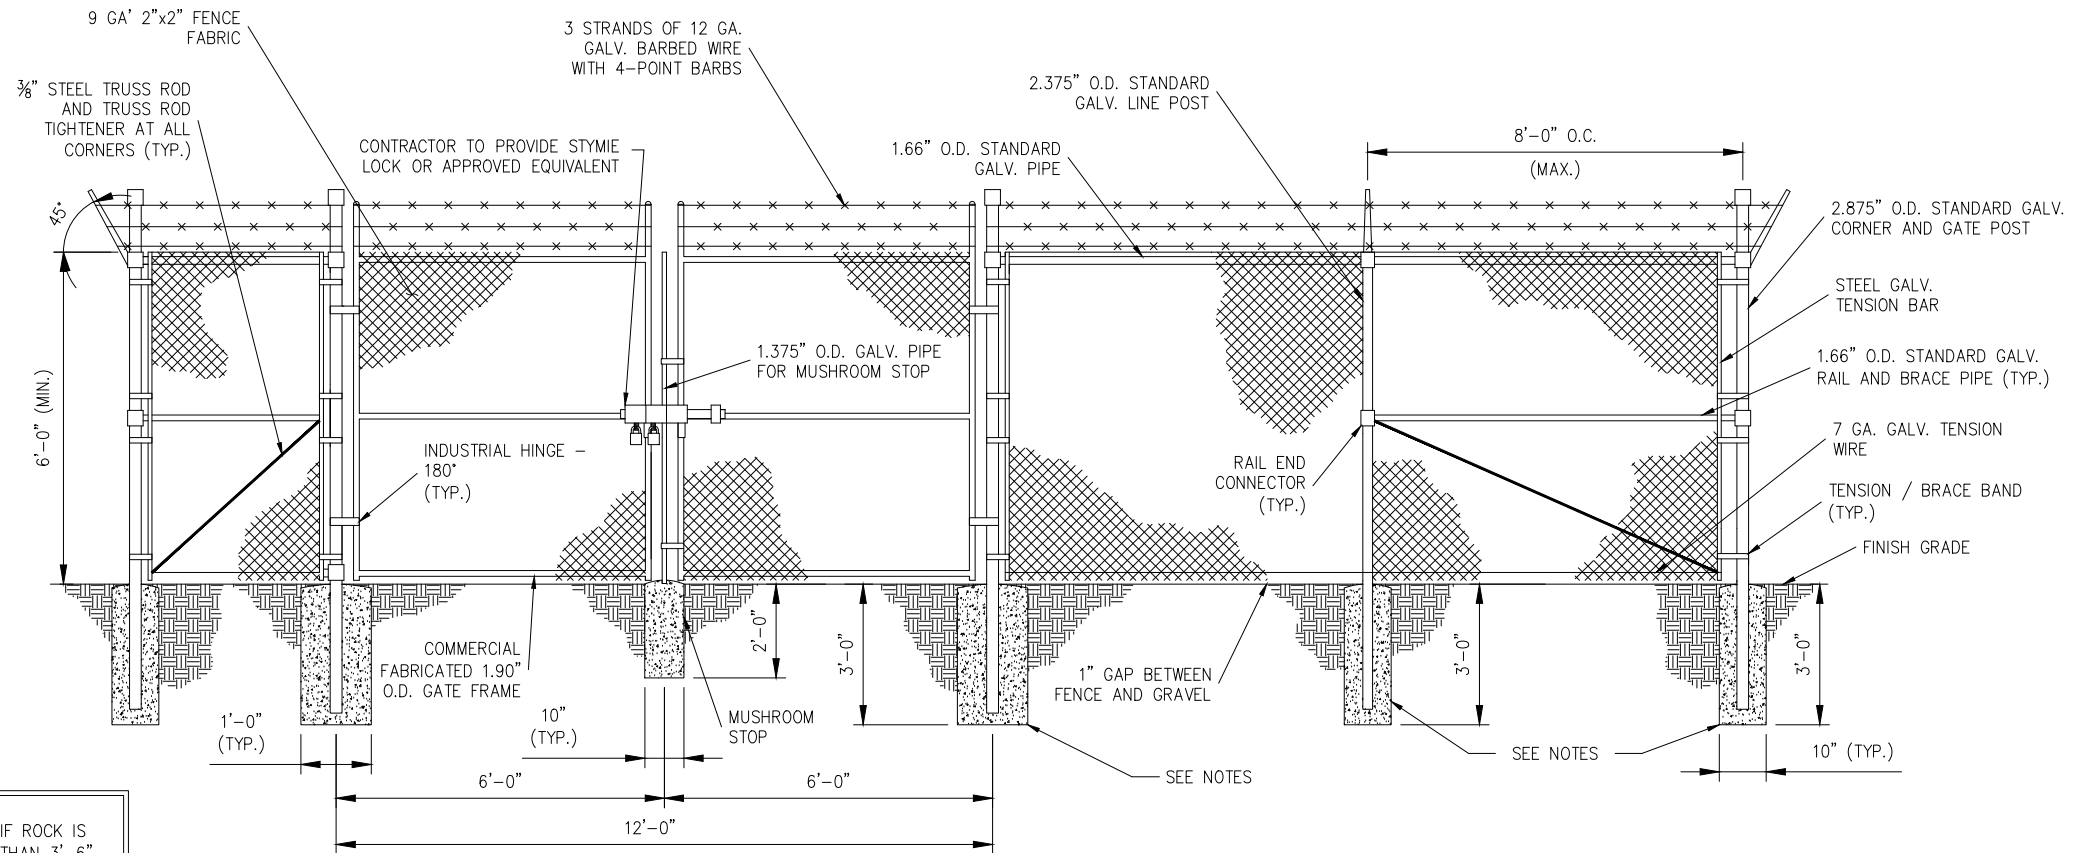 9 GA' 2"x2" FENCE
FABRIC
3 STRANDS OF 12 GA.
GALV. BARBED WIRE
WITH 4-POINT BARBS
⅜" STEEL TRUSS ROD
AND TRUSS ROD
TIGHTENER AT ALL
CORNERS (TYP.)
CONTRACTOR TO PROVIDE STYMIE
LOCK OR APPROVED EQUIVALENT
2.375" O.D. STANDARD
GALV. LINE POST
1.66" O.D. STANDARD
GALV. PIPE
8'-0" O.C.
(MAX.)
45°
2.875" O.D. STANDARD GALV.
CORNER AND GATE POST
STEEL GALV.
TENSION BAR
1.66" O.D. STANDARD GALV.
RAIL AND BRACE PIPE (TYP.)
1.375" O.D. GALV. PIPE
FOR MUSHROOM STOP
6'-0" (MIN.)
INDUSTRIAL HINGE -
180°
(TYP.)
RAIL END
CONNECTOR
(TYP.)
7 GA. GALV. TENSION
WIRE
TENSION / BRACE BAND
(TYP.)
FINISH GRADE
COMMERCIAL
FABRICATED 1.90"
O.D. GATE FRAME
2'-0"
3'-0"
1" GAP BETWEEN
FENCE AND GRAVEL
3'-0"
3'-0"
1'-0"
(TYP.)
10"
(TYP.)
MUSHROOM
STOP
SEE NOTES
SEE NOTES
10" (TYP.)
6'-0"
6'-0"
12'-0"
IF ROCK IS
THAN 3'-6"